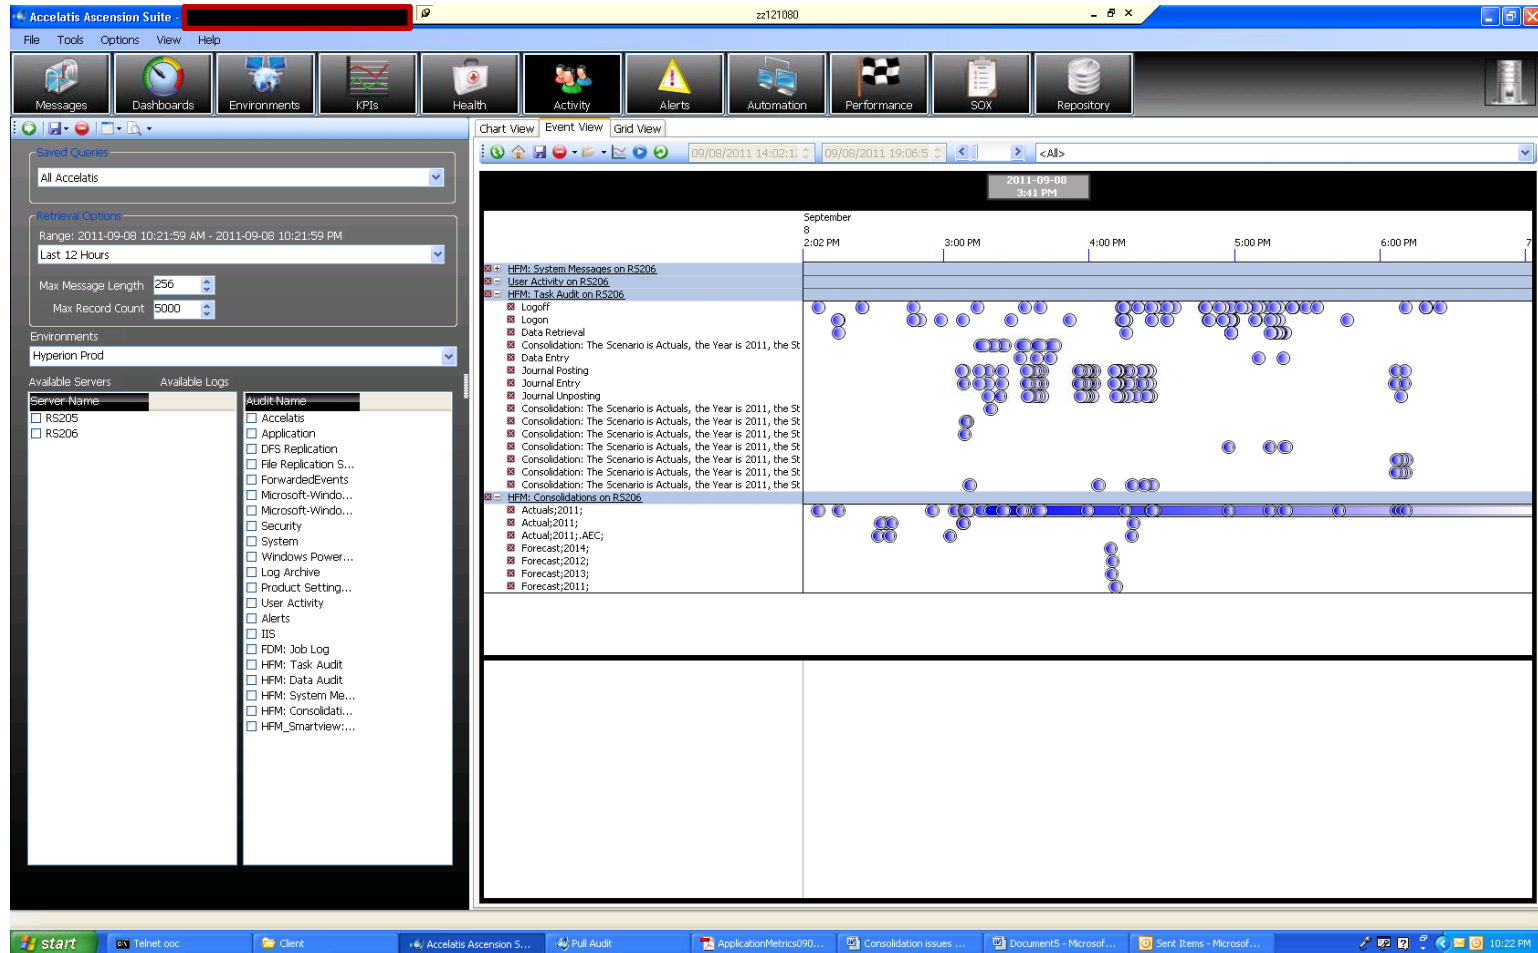 Accelatis Ascension Suite -
zz121080
File Tools Options View Help
Messages Dashboards Environments KPIs Health Activity Alerts Automation Performance SOX Repository
Chart View Event View Grid View
09/08/2011 14:02:1 09/08/2011 19:06:5 <All>
Saved Queries
All Accelatis
Retrieval Options
Range: 2011-09-08 10:21:59 AM - 2011-09-08 10:21:59 PM
Last 12 Hours
Max Message Length 256
Max Record Count 5000
Environments
Hyperion Prod
Available Servers Available Logs
Server Name
RS205
RS206
Audit Name
Accelatis
Application
DFS Replication
File Replication S...
ForwardedEvents
Microsoft-Windo...
Microsoft-Windo...
Security
System
Windows Power...
Log Archive
Product Setting...
User Activity
Alerts
IIS
FDM: Job Log
HFM: Task Audit
HFM: Data Audit
HFM: System Me...
HFM: Consolidati...
HFM_Smartview:...
2011-09-08
3:41 PM
September
8
2:02 PM 3:00 PM 4:00 PM 5:00 PM 6:00 PM 7
HFM: System Messages on RS206
User Activity on RS206
HFM: Task Audit on RS206
Logoff
Logon
Data Retrieval
Consolidation: The Scenario is Actuals, the Year is 2011, the St
Data Entry
Journal Posting
Journal Entry
Journal Unposting
Consolidation: The Scenario is Actuals, the Year is 2011, the St
Consolidation: The Scenario is Actuals, the Year is 2011, the St
Consolidation: The Scenario is Actuals, the Year is 2011, the St
Consolidation: The Scenario is Actuals, the Year is 2011, the St
Consolidation: The Scenario is Actuals, the Year is 2011, the St
Consolidation: The Scenario is Actuals, the Year is 2011, the St
Consolidation: The Scenario is Actuals, the Year is 2011, the St
HFM: Consolidations on RS206
Actuals;2011;
Actual;2011;
Actual;2011;.AEC;
Forecast;2014;
Forecast;2012;
Forecast;2013;
Forecast;2011;
start Telnet ooc Client Accelatis Ascension S... Pull Audit ApplicationMetrics090... Consolidation issues ... Document5 - Microsof... Sent Items - Microsof... 10:22 PM